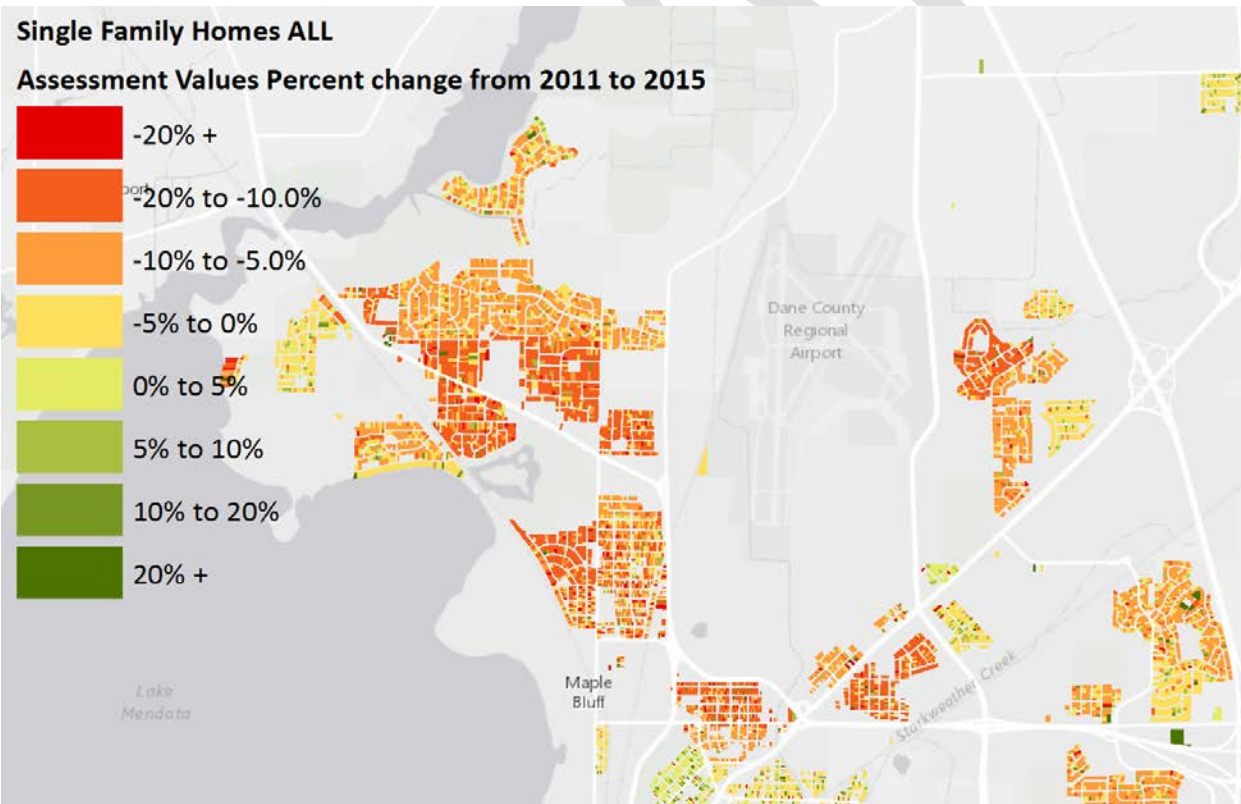 Single Family Homes ALL
Assessment Values Percent change from 2011 to 2015
-20% +
port
-20% to -10.0%
-10% to -5.0%
-5% to 0%
0% to 5%
5% to 10%
10% to 20%
20% +
Dane County
Regional
Airport
Maple
Bluff
Lake
Mendota
Starkweather Creek